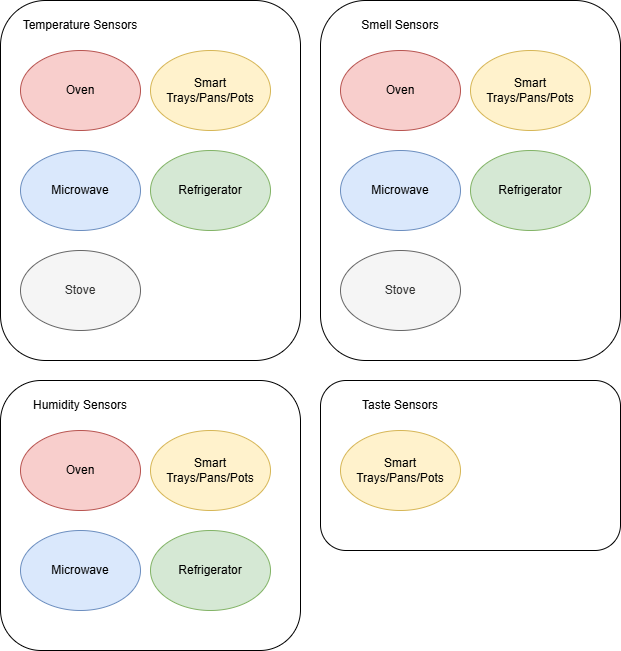 Temperature Sensors
Oven
Smart
Trays/Pans/Pots
Microwave
Refrigerator
Stove
Smell Sensors
Oven
Smart
Trays/Pans/Pots
Microwave
Refrigerator
Stove
Humidity Sensors
Oven
Smart
Trays/Pans/Pots
Microwave
Refrigerator
Taste Sensors
Smart
Trays/Pans/Pots